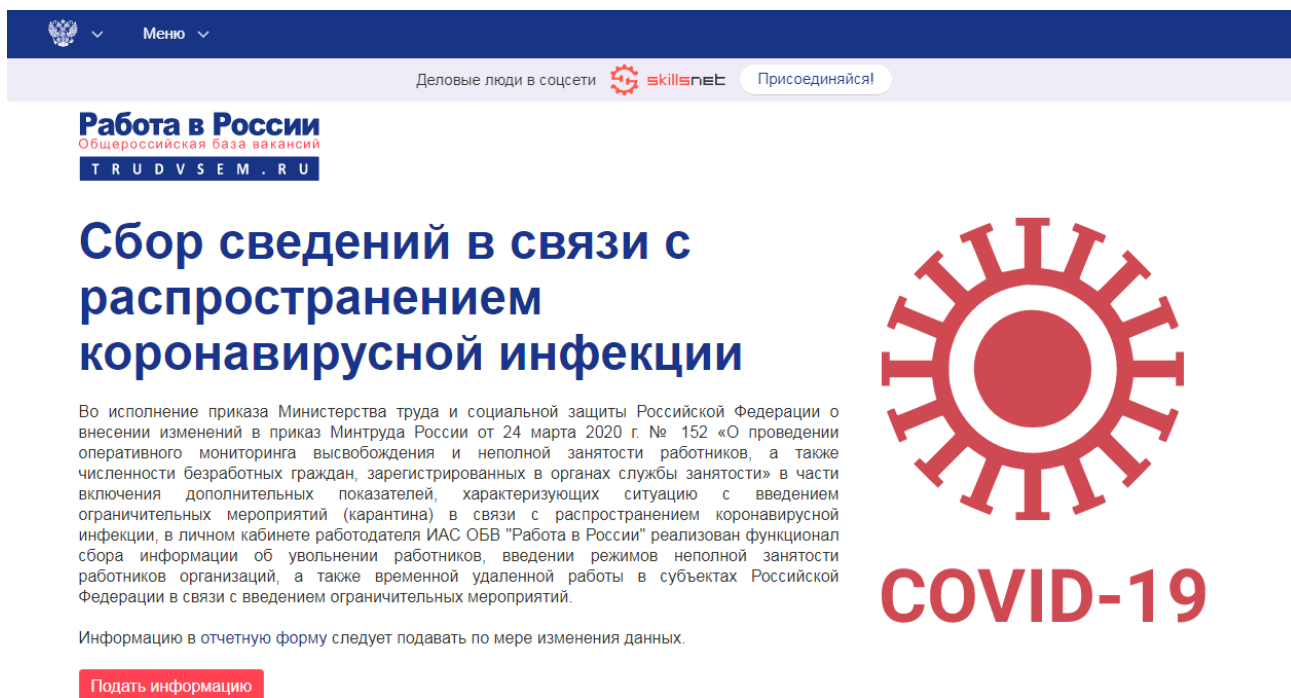 Меню
Деловые люди в соцсети skillsnet Присоединяйся!
Работа в России
Общероссийская база вакансий
TRUDVSEM.RU
Сбор сведений в связи с
распространением
коронавирусной инфекции
Во исполнение приказа Министерства труда и социальной защиты Российской Федерации о
внесении изменений в приказ Минтруда России от 24 марта 2020 г. № 152 «О проведении
оперативного мониторинга высвобождения и неполной занятости работников, а также
численности безработных граждан, зарегистрированных в органах службы занятости» в части
включения дополнительных показателей, характеризующих ситуацию с введением
ограничительных мероприятий (карантина) в связи с распространением коронавирусной
инфекции, в личном кабинете работодателя ИАС ОБВ "Работа в России" реализован функционал
сбора информации об увольнении работников, введении режимов неполной занятости
работников организаций, а также временной удаленной работы в субъектах Российской
Федерации в связи с введением ограничительных мероприятий.
Информацию в отчетную форму следует подавать по мере изменения данных.
Подать информацию
COVID-19